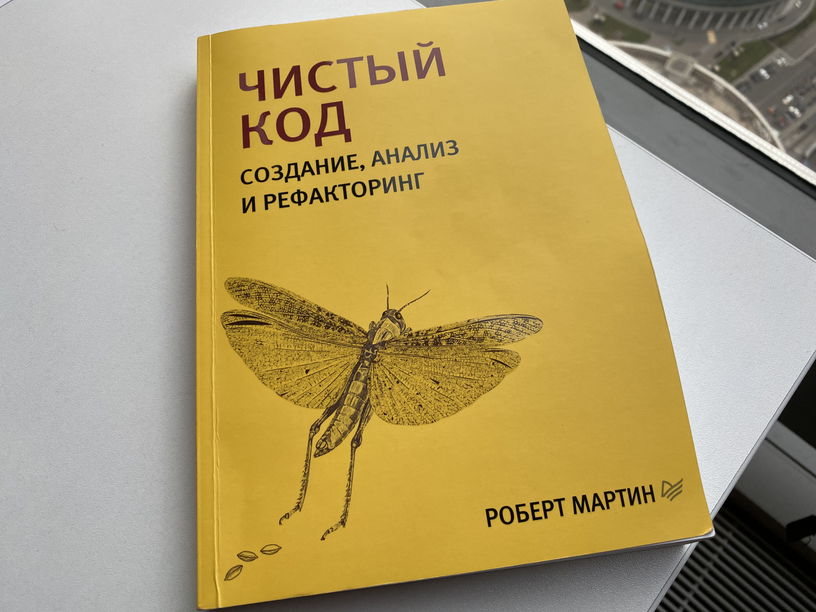 ЧИСТЫЙ
КОД
СОЗДАНИЕ, АНАЛИЗ
И РЕФАКТОРИНГ
РОБЕРТ МАРТИН